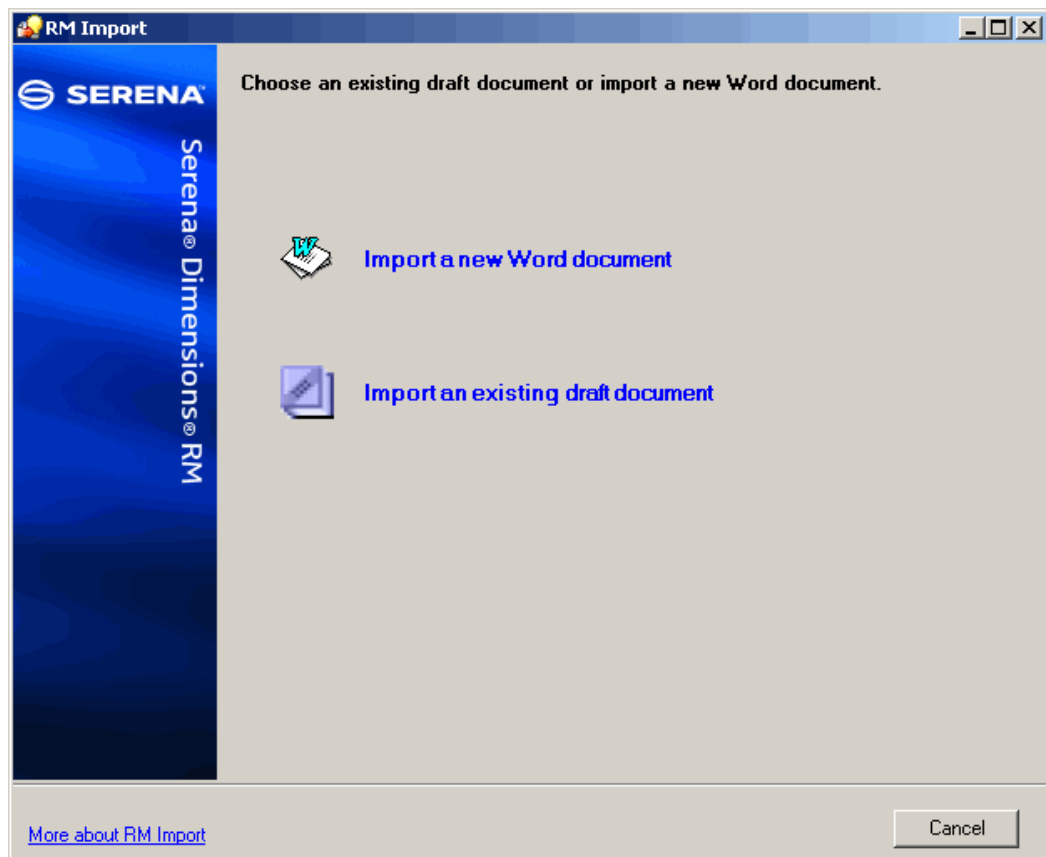 RM Import
SERENA
Serena® Dimensions® RM
Choose an existing draft document or import a new Word document.
W
Import a new Word document
Import an existing draft document
More about RM Import
Cancel